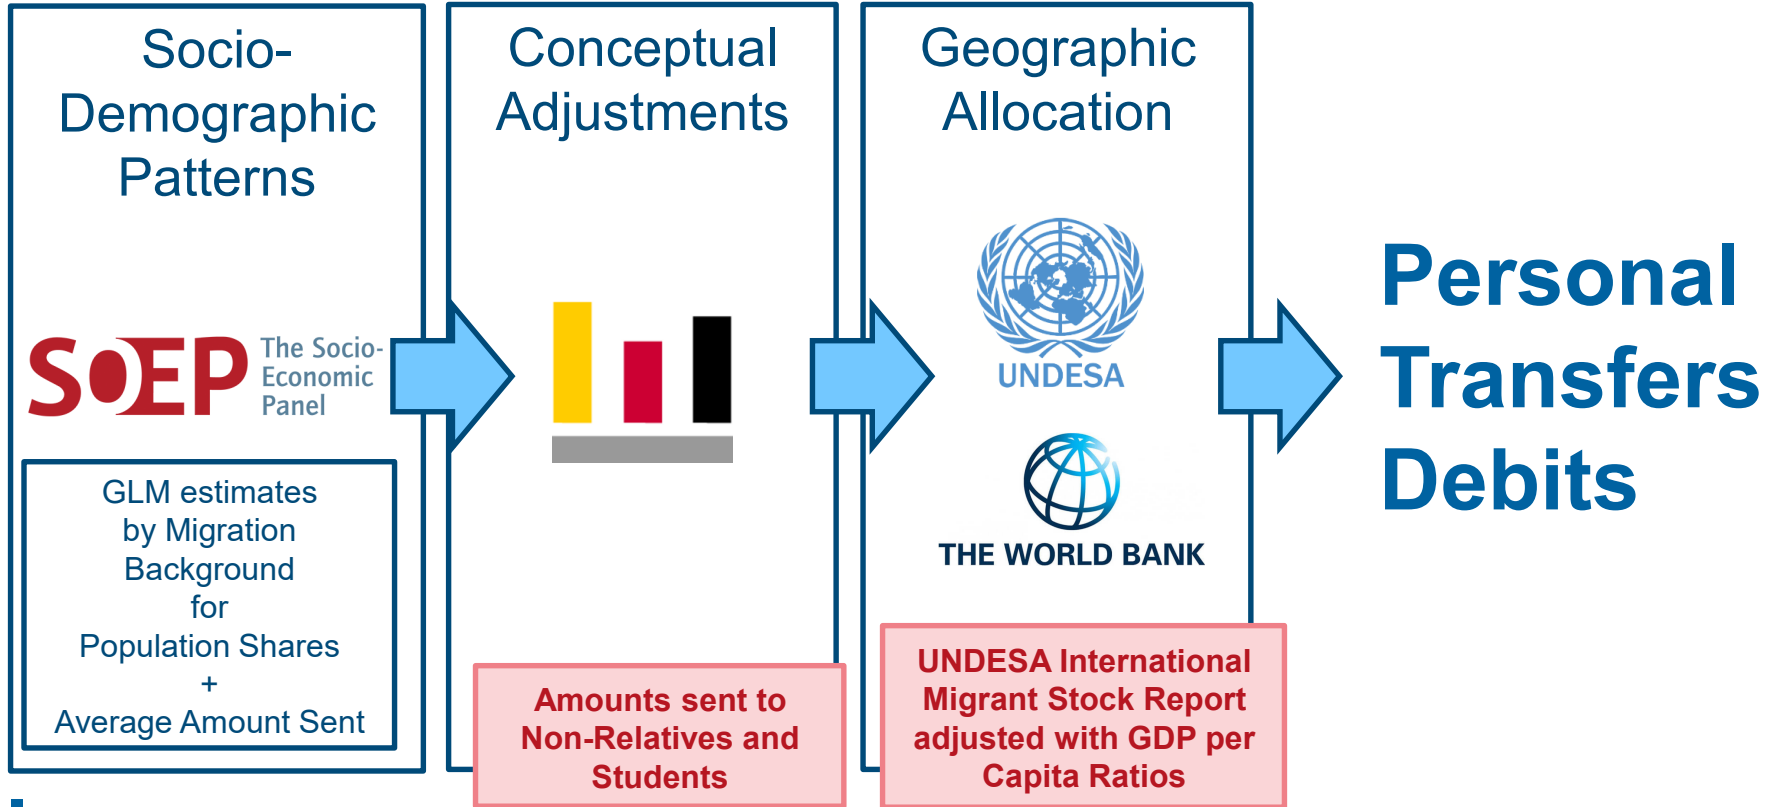 Socio-
Demographic
Patterns
SOEP
The Socio-
Economic
Panel
GLM estimates
by Migration
Background
for
Population Shares
+
Average Amount Sent
Conceptual
Adjustments
Amounts sent to
Non-Relatives and
Students
Geographic
Allocation
UNDESA
THE WORLD BANK
UNDESA International
Migrant Stock Report
adjusted with GDP per
Capita Ratios
Personal
Transfers
Debits